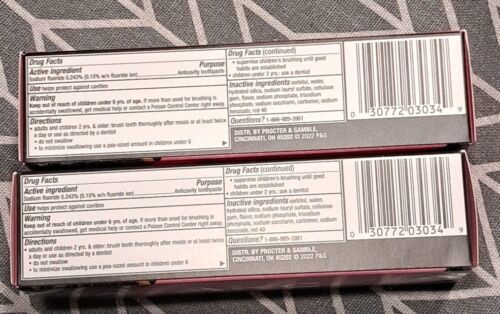 Drug Facts
Active ingredient Purpose
Sodium fluoride 0.243% (0.15% w/v fluoride ion) Anticavity toothpaste
Use helps protect against cavities
Warning
Keep out of reach of children under 6 yrs. of age. If more than used for brushing is
accidentally swallowed, get medical help or contact a Poison Control Center right away.
Directions
• adults and children 2 yrs. & older: brush teeth thoroughly after meals or at least twice
a day or use as directed by a dentist
• do not swallow
• to minimize swallowing use a pea-sized amount in children under 6
Drug Facts (continued)
• supervise children's brushing until good
habits are established
• children under 2 yrs.: ask a dentist
Inactive ingredients sorbitol, water,
hydrated silica, sodium lauryl sulfate, cellulose
gum, flavor, sodium phosphate, trisodium
phosphate, sodium saccharin, carbomer, sodium
benzoate, red 40
Questions? 1-866-989-3901
DISTR. BY PROCTER & GAMBLE,
CINCINNATI, OH 45202 © 2022 P&G
0 30772 03034 9
Drug Facts
Active ingredient Purpose
Sodium fluoride 0.243% (0.15% w/v fluoride ion) Anticavity toothpaste
Use helps protect against cavities
Warning
Keep out of reach of children under 6 yrs. of age. If more than used for brushing is
accidentally swallowed, get medical help or contact a Poison Control Center right away.
Directions
• adults and children 2 yrs. & older: brush teeth thoroughly after meals or at least twice
a day or use as directed by a dentist
• do not swallow
• to minimize swallowing use a pea-sized amount in children under 6
Drug Facts (continued)
• supervise children's brushing until good
habits are established
• children under 2 yrs.: ask a dentist
Inactive ingredients sorbitol, water,
hydrated silica, sodium lauryl sulfate, cellulose
gum, flavor, sodium phosphate, trisodium
phosphate, sodium saccharin, carbomer, sodium
benzoate, red 40
Questions? 1-866-989-3901
DISTR. BY PROCTER & GAMBLE,
CINCINNATI, OH 45202 © 2022 P&G
0 30772 03034 9